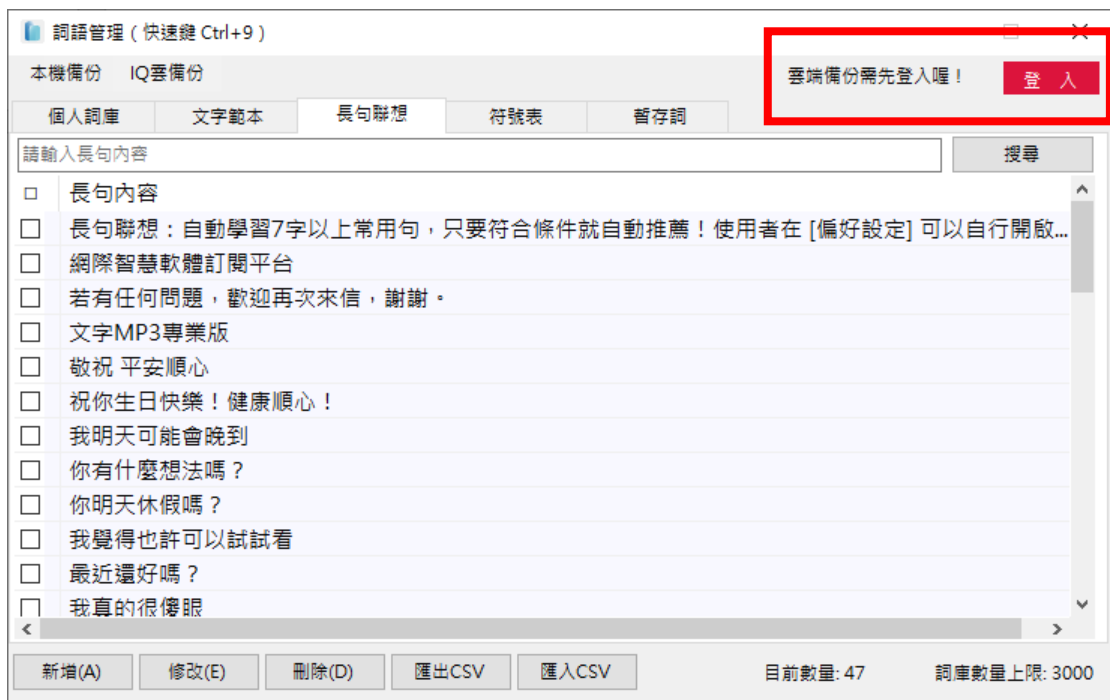 詞語管理（快速鍵 Ctrl+9）
本機備份 IQ雲備份 雲端備份需先登入喔！ 登 入
個人詞庫 文字範本 長句聯想 符號表 暫存詞
請輸入長句內容 搜尋
長句內容
長句聯想：自動學習7字以上常用句，只要符合條件就自動推薦！使用者在 [偏好設定] 可以自行開啟...
網際智慧軟體訂閱平台
若有任何問題，歡迎再次來信，謝謝。
文字MP3專業版
敬祝 平安順心
祝你生日快樂！健康順心！
我明天可能會晚到
你有什麼想法嗎？
你明天休假嗎？
我覺得也許可以試試看
最近還好嗎？
我真的很傻眼
新增(A) 修改(E) 刪除(D) 匯出CSV 匯入CSV 目前數量: 47 詞庫數量上限: 3000